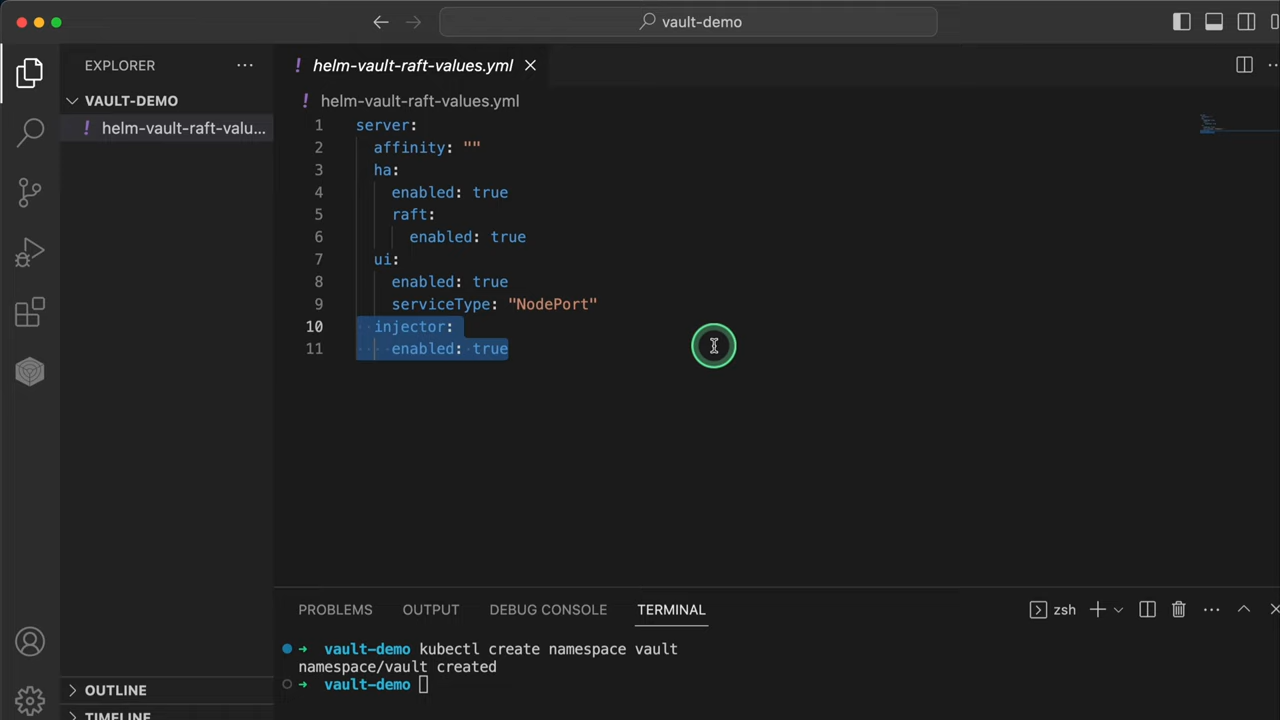 vault-demo
EXPLORER
VAULT-DEMO
! helm-vault-raft-valu...
! helm-vault-raft-values.yml
! helm-vault-raft-values.yml
1 server:
2   affinity: ""
3   ha:
4     enabled: true
5     raft:
6       enabled: true
7   ui:
8     enabled: true
9     serviceType: "NodePort"
10   injector:
11     enabled: true
PROBLEMS OUTPUT DEBUG CONSOLE TERMINAL
zsh
➜ vault-demo kubectl create namespace vault
namespace/vault created
➜ vault-demo
OUTLINE
TIMELINE